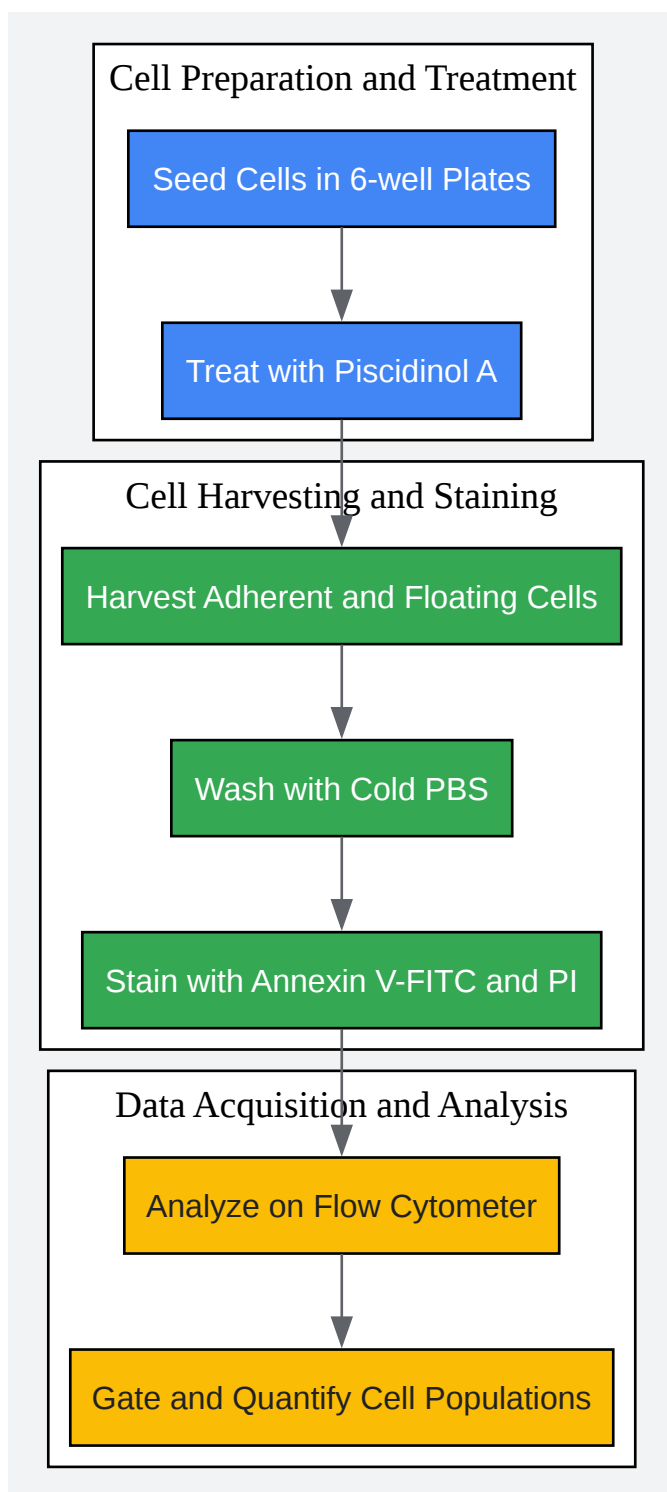 Cell Preparation and Treatment
Seed Cells in 6-well Plates
Treat with Piscidinol A
Cell Harvesting and Staining
Harvest Adherent and Floating Cells
Wash with Cold PBS
Stain with Annexin V-FITC and PI
Data Acquisition and Analysis
Analyze on Flow Cytometer
Gate and Quantify Cell Populations